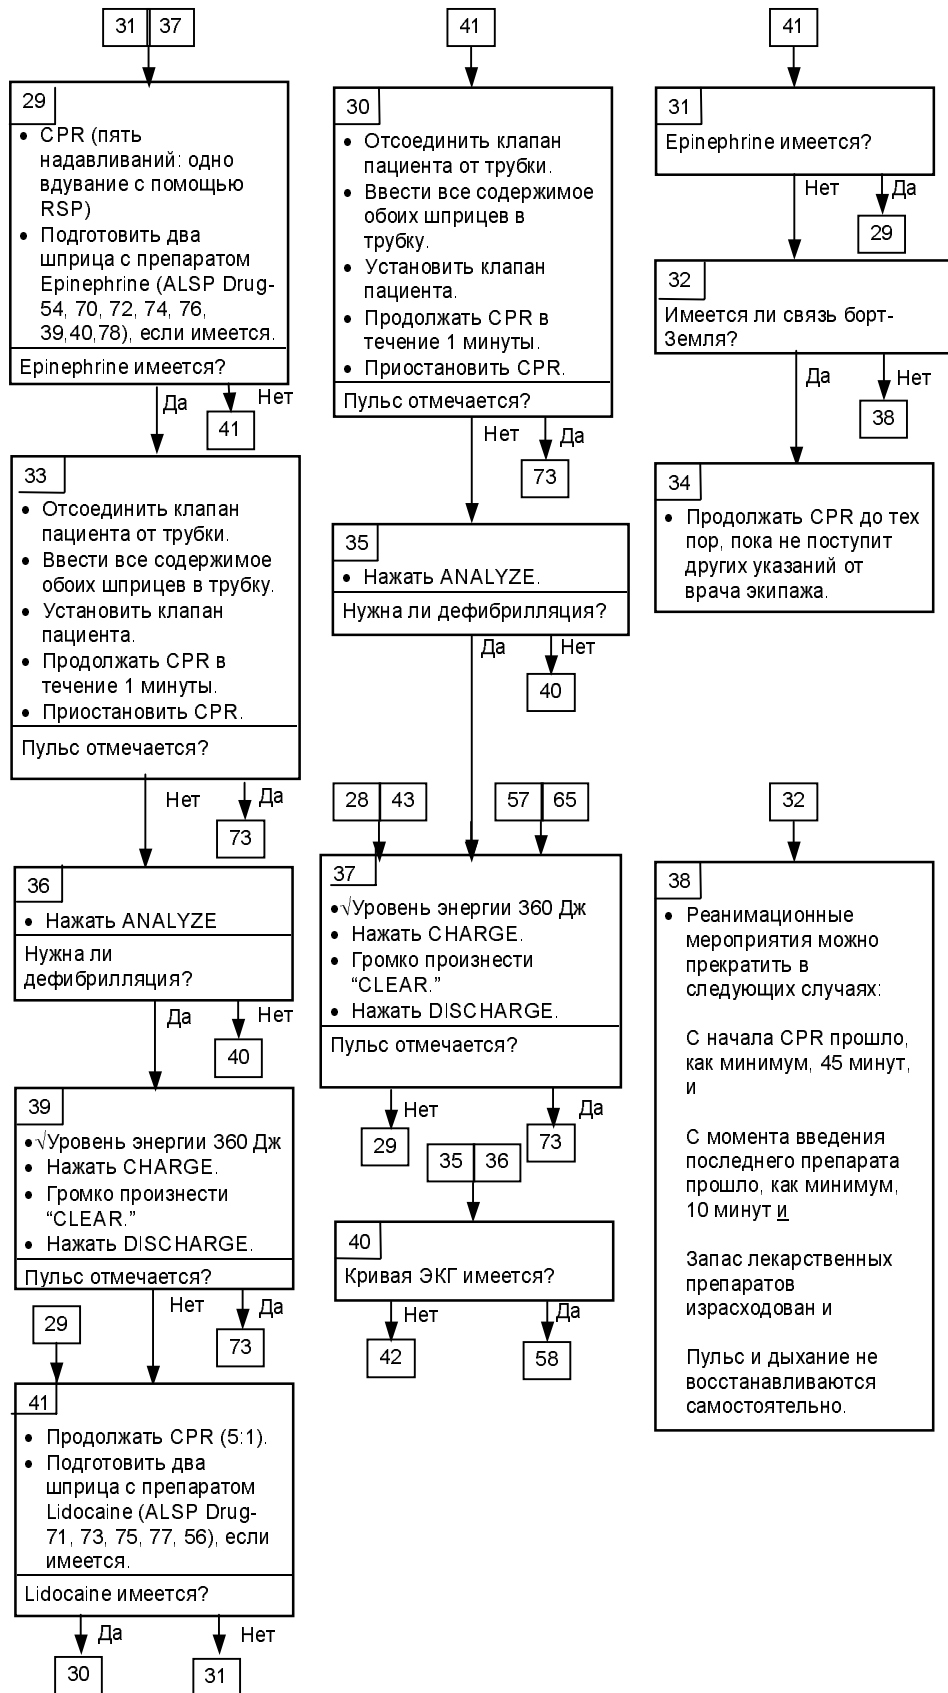 31 37
29
• CPR (пять
надавливаний: одно
вдувание с помощью
RSP)
• Подготовить два
шприца с препаратом
Epinephrine (ALSP Drug-
54, 70, 72, 74, 76,
39,40,78), если имеется.
Epinephrine имеется?
Да
Нет
41
33
• Отсоединить клапан
пациента от трубки.
• Ввести все содержимое
обоих шприцев в трубку.
• Установить клапан
пациента.
• Продолжать CPR в
течение 1 минуты.
• Приостановить CPR.
Пульс отмечается?
Нет
Да
73
36
• Нажать ANALYZE
Нужна ли
дефибрилляция?
Да
Нет
40
39
•√Уровень энергии 360 Дж
• Нажать CHARGE.
• Громко произнести
“CLEAR.”
• Нажать DISCHARGE.
Пульс отмечается?
Нет
Да
73
29
41
• Продолжать CPR (5:1).
• Подготовить два
шприца с препаратом
Lidocaine (ALSP Drug-
71, 73, 75, 77, 56), если
имеется.
Lidocaine имеется?
Да
Нет
30
31
41
30
• Отсоединить клапан
пациента от трубки.
• Ввести все содержимое
обоих шприцев в
трубку.
• Установить клапан
пациента.
• Продолжать CPR в
течение 1 минуты.
• Приостановить CPR.
Пульс отмечается?
Нет
Да
73
35
• Нажать ANALYZE.
Нужна ли дефибрилляция?
Да
Нет
40
28 43
57 65
37
•√Уровень энергии 360 Дж
• Нажать CHARGE.
• Громко произнести
“CLEAR.”
• Нажать DISCHARGE.
Пульс отмечается?
Нет
Да
29
73
35 36
40
Кривая ЭКГ имеется?
Нет
Да
42
58
41
31
Epinephrine имеется?
Нет
Да
29
32
Имеется ли связь борт-
Земля?
Да
Нет
38
34
• Продолжать CPR до тех
пор, пока не поступит
других указаний от
врача экипажа.
32
38
• Реанимационные
мероприятия можно
прекратить в
следующих случаях:
С начала CPR прошло,
как минимум, 45 минут,
и
С момента введения
последнего препарата
прошло, как минимум,
10 минут и
Запас лекарственных
препаратов
израсходован и
Пульс и дыхание не
восстанавливаются
самостоятельно.